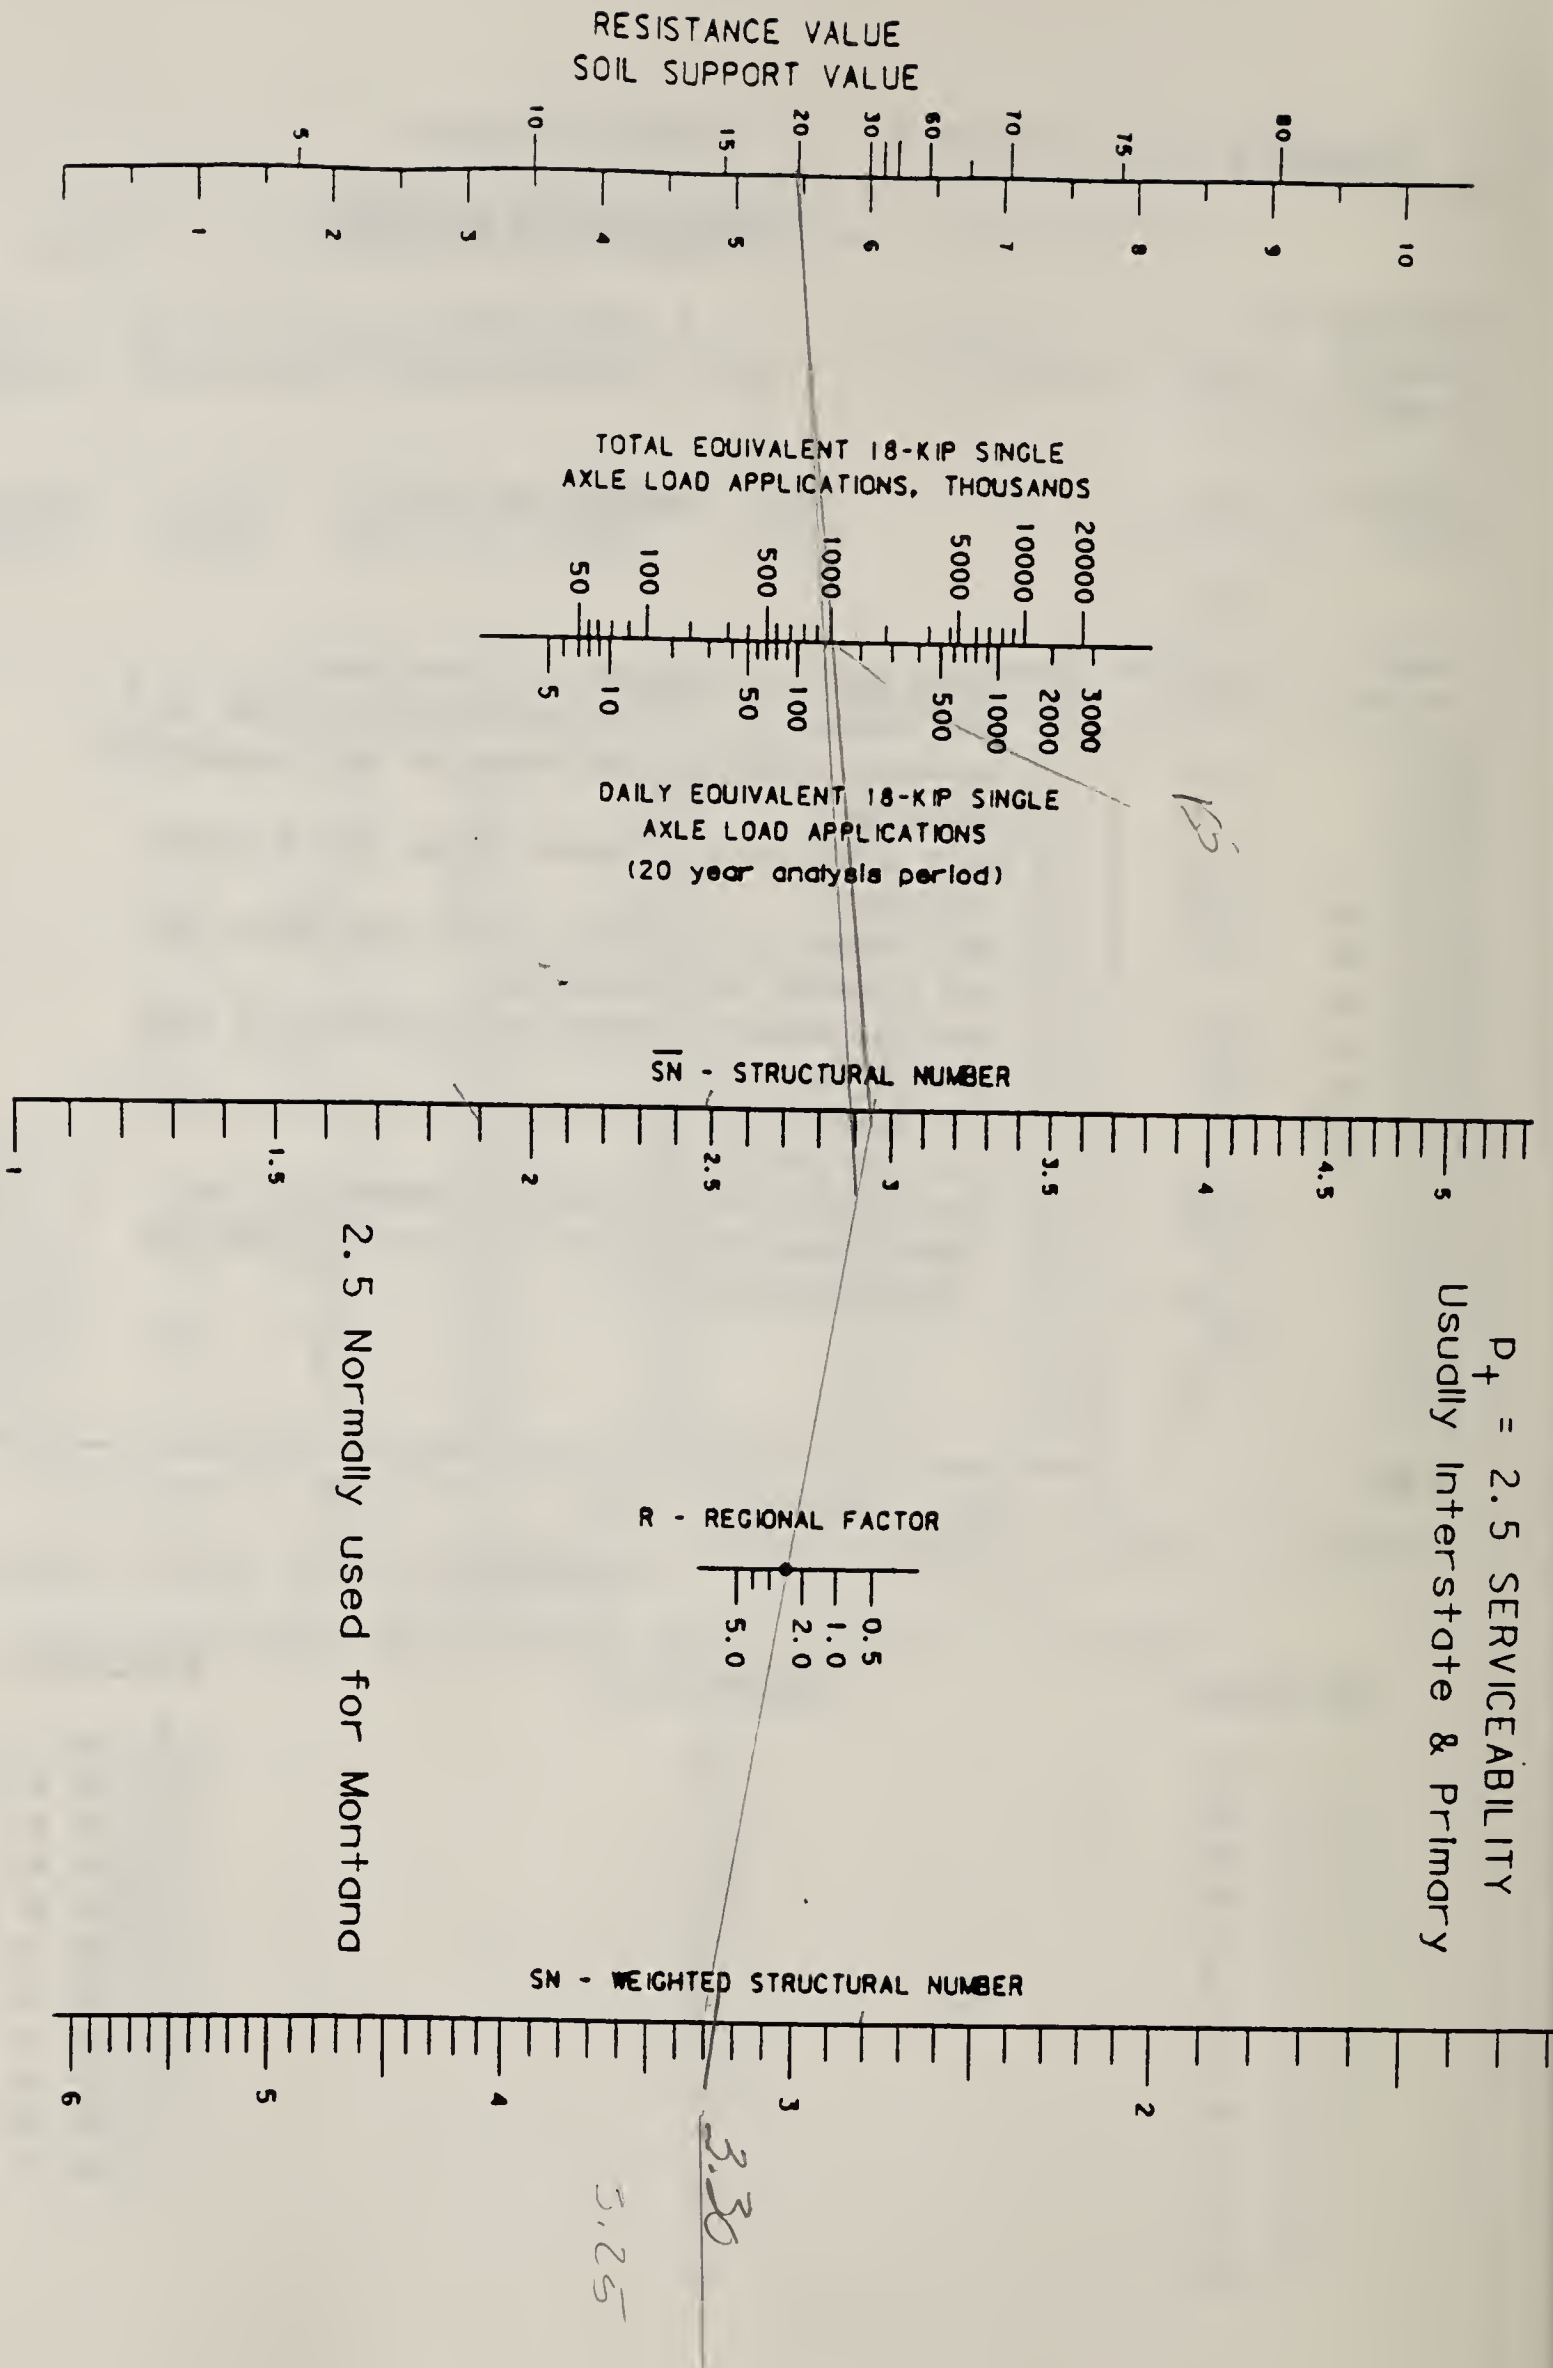 RESISTANCE VALUE
SOIL SUPPORT VALUE
5 10 15 20 30 60 70 75 80
1 2 3 4 5 6 7 8 9 10
TOTAL EQUIVALENT 18-KIP SINGLE
AXLE LOAD APPLICATIONS, THOUSANDS
50 100 500 1000 5000 10000 20000
5 10 50 100 500 1000 2000 3000
DAILY EQUIVALENT 18-KIP SINGLE
AXLE LOAD APPLICATIONS
(20 year analysis period)
S̅N̅ - STRUCTURAL NUMBER
1 1.5 2 2.5 3 3.5 4 4.5 5
Pt = 2.5 SERVICEABILITY
Usually Interstate & Primary
2.5 Normally used for Montana
R - REGIONAL FACTOR
5.0 2.0 1.0 0.5
SN - WEIGHTED STRUCTURAL NUMBER
6 5 4 3 2
3.30
3.25